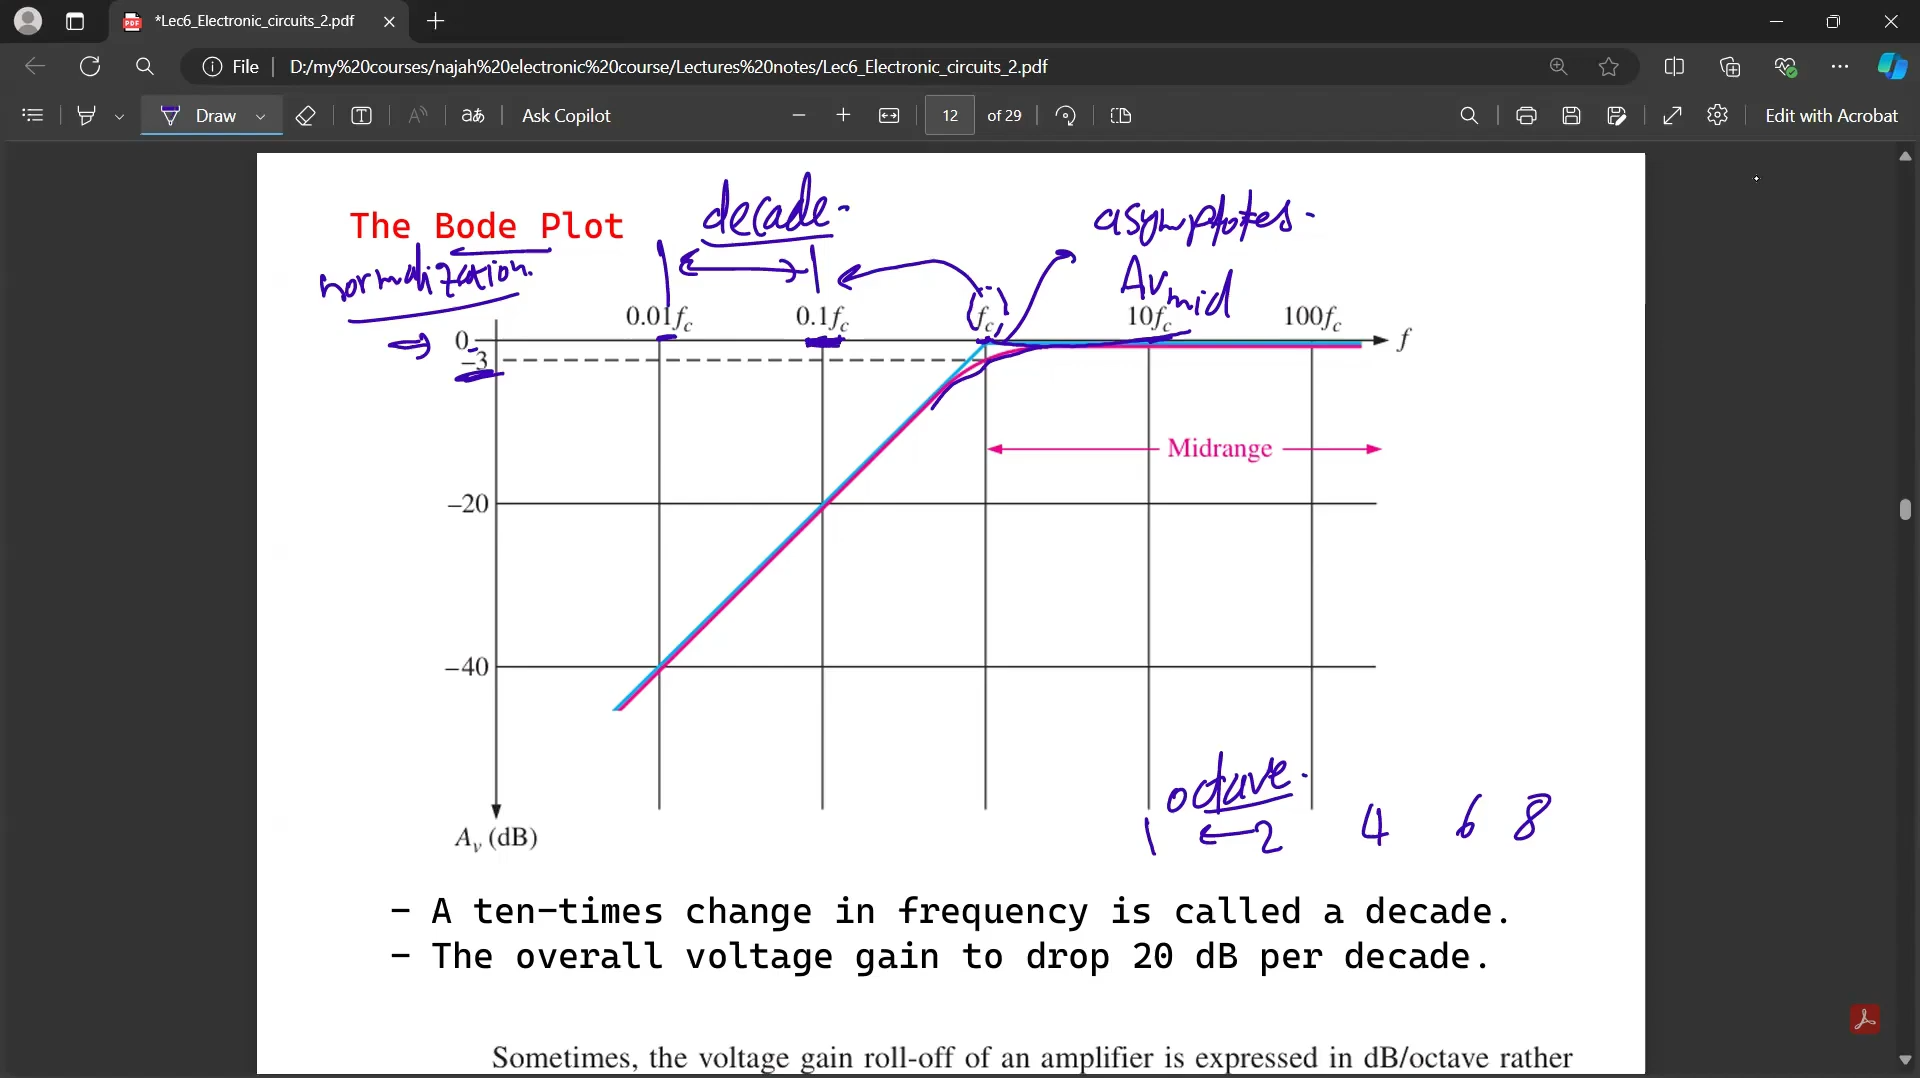 *Lec6_Electronic_circuits_2.pdf
File
D:/my%20courses/najah%20electronic%20course/Lectures%20notes/Lec6_Electronic_circuits_2.pdf
Draw
aあ
Ask Copilot
12 of 29
Edit with Acrobat
The Bode Plot
decade.
asymptotes.
normalization.
Av mid
0.01fc 0.1fc fc 10fc 100fc
0
f
–3
Midrange
–20
–40
octave.
1 2 4 6 8
Av (dB)
– A ten-times change in frequency is called a decade.
– The overall voltage gain to drop 20 dB per decade.
Sometimes, the voltage gain roll-off of an amplifier is expressed in dB/octave rather